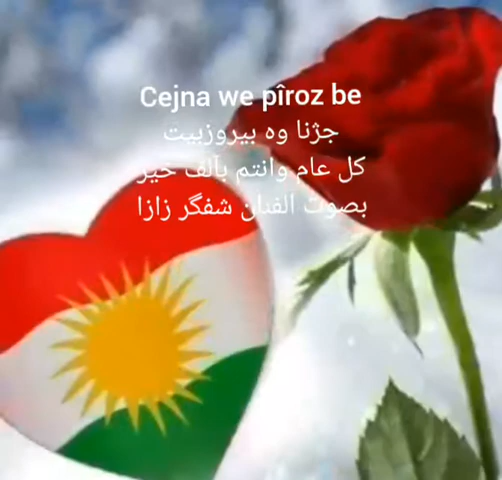 Cejna we pîroz be
جژنا وه بيروزبيت
كل عام وانتم بألف خير
بصوت الفنان شفگر زازا